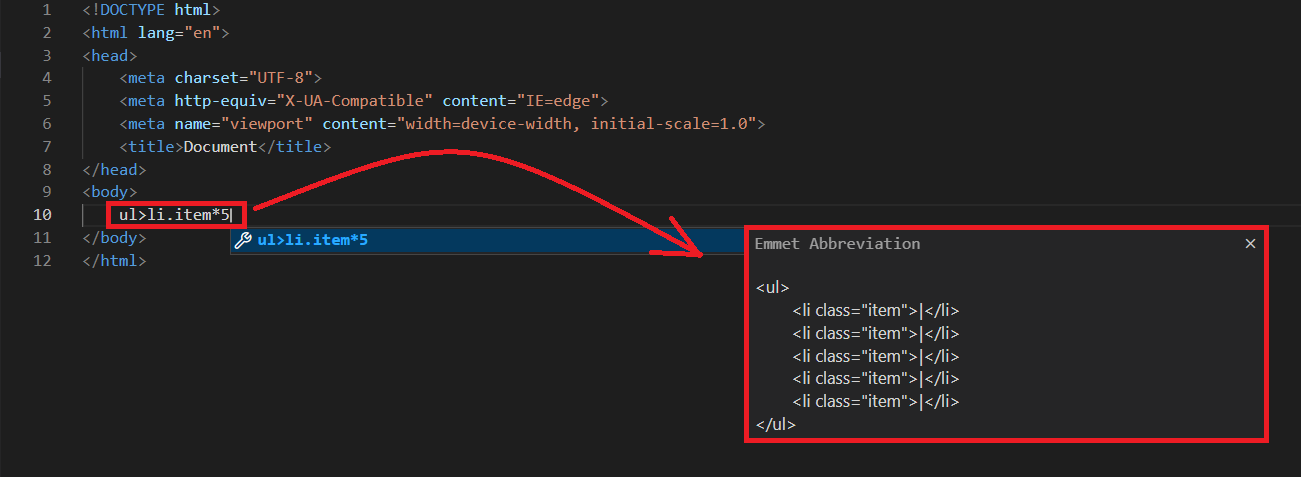 1 <!DOCTYPE html>
2 <html lang="en">
3 <head>
4 <meta charset="UTF-8">
5 <meta http-equiv="X-UA-Compatible" content="IE=edge">
6 <meta name="viewport" content="width=device-width, initial-scale=1.0">
7 <title>Document</title>
8 </head>
9 <body>
10 ul>li.item*5
11 </body>
12 </html>
ul>li.item*5
Emmet Abbreviation ×
<ul>
<li class="item">|</li>
<li class="item">|</li>
<li class="item">|</li>
<li class="item">|</li>
<li class="item">|</li>
</ul>